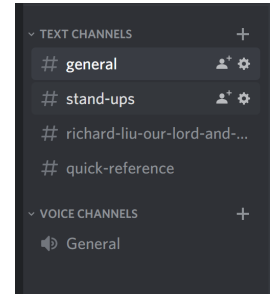 TEXT CHANNELS
general
stand-ups
richard-liu-our-lord-and-...
quick-reference
VOICE CHANNELS
General